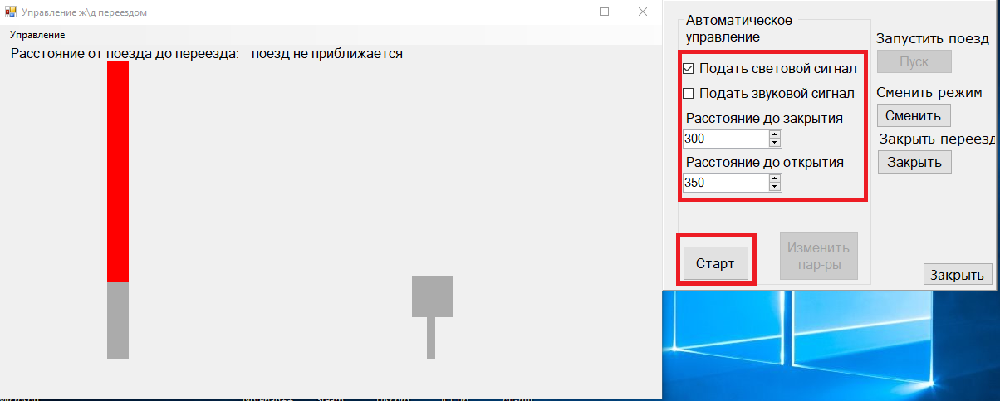 Управление ж\д переездом
Управление
Расстояние от поезда до переезда: поезд не приближается
Автоматическое
управление
Подать световой сигнал
Подать звуковой сигнал
Расстояние до закрытия
300
Расстояние до открытия
350
Старт
Изменить
пар-ры
Запустить поезд
Пуск
Сменить режим
Сменить
Закрыть переезд
Закрыть
Закрыть